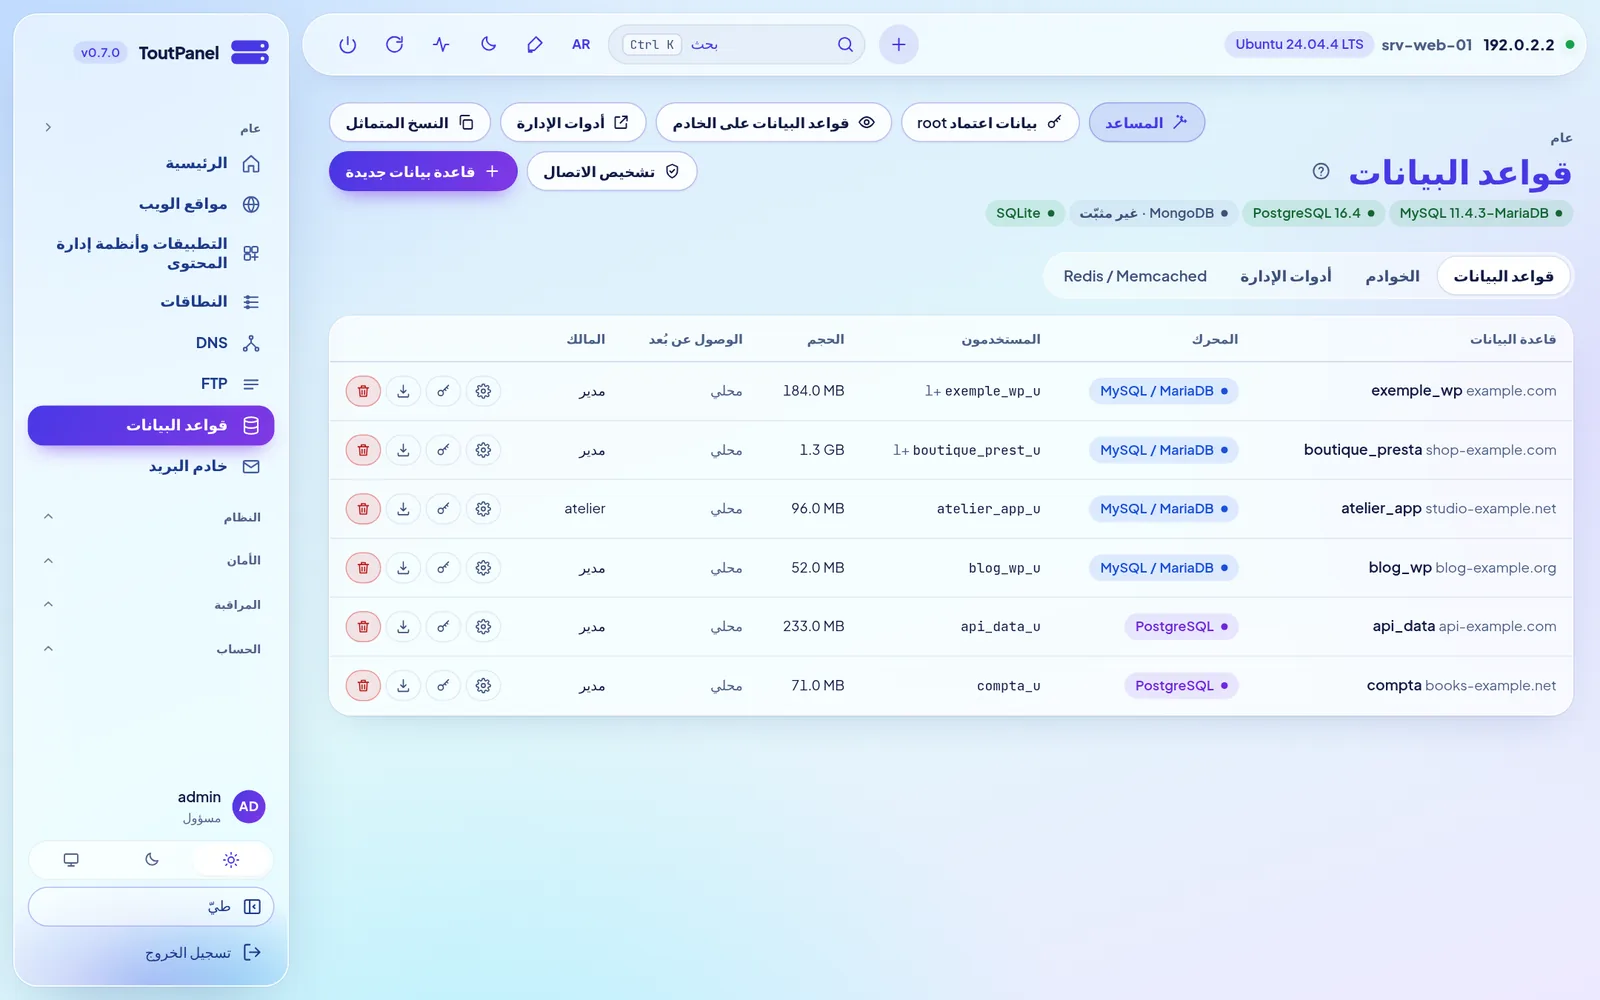 ToutPanel v0.7.0
عام
الرئيسية
مواقع الويب
التطبيقات وأنظمة إدارة
المحتوى
النطاقات
DNS
FTP
قواعد البيانات
خادم البريد
النظام
الأمان
المراقبة
الحساب
AD admin
مسؤول
طيّ
تسجيل الخروج
192.0.2.2 srv-web-01 Ubuntu 24.04.4 LTS
بحث Ctrl K AR
عام
قواعد البيانات
MySQL 11.4.3-MariaDB PostgreSQL 16.4 MongoDB · غير مثبّت SQLite
المساعد بيانات اعتماد root قواعد البيانات على الخادم أدوات الإدارة النسخ المتماثل
تشخيص الاتصال قاعدة بيانات جديدة
قواعد البيانات الخوادم أدوات الإدارة Redis / Memcached
قاعدة البيانات المحرك المستخدمون الحجم الوصول عن بُعد المالك
exemple_wp example.com MySQL / MariaDB exemple_wp_u +1 184.0 MB محلي مدير
boutique_presta shop-example.com MySQL / MariaDB boutique_prest_u +1 1.3 GB محلي مدير
atelier_app studio-example.net MySQL / MariaDB atelier_app_u 96.0 MB محلي atelier
blog_wp blog-example.org MySQL / MariaDB blog_wp_u 52.0 MB محلي مدير
api_data api-example.com PostgreSQL api_data_u 233.0 MB محلي مدير
compta books-example.net PostgreSQL compta_u 71.0 MB محلي مدير